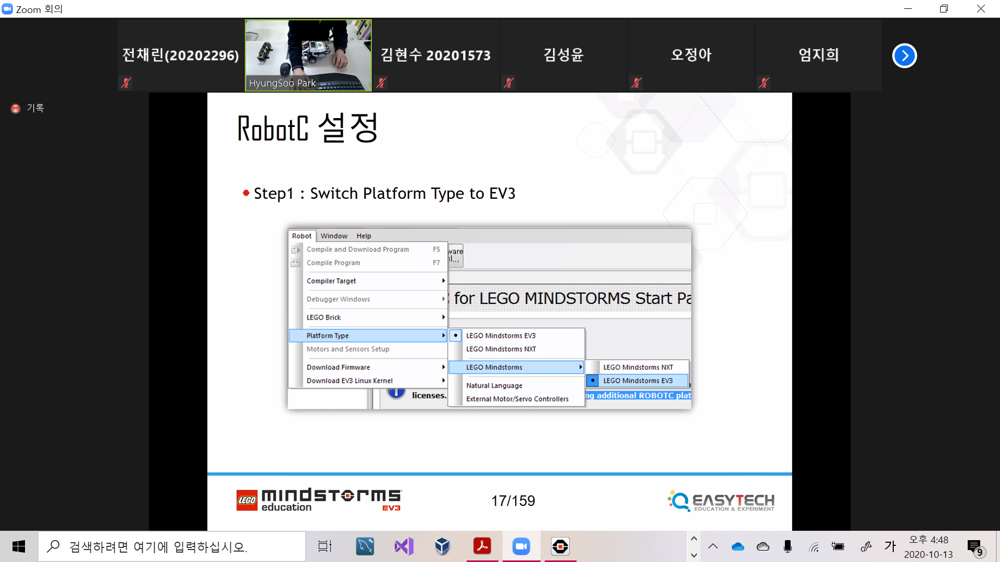 Zoom 회의
전채린(20202296)
HyungSoo Park
김현수 20201573
김성윤
오정아
엄지희
기록
RobotC 설정
Step1 : Switch Platform Type to EV3
Robot Window Help
Compile and Download Program F5
Compile Program F7
Compiler Target
Debugger Windows
LEGO Brick
Platform Type
Motors and Sensors Setup
Download Firmware
Download EV3 Linux Kernel
for LEGO MINDSTORMS Start Pa
LEGO Mindstorms EV3
LEGO Mindstorms NXT
LEGO Mindstorms
Natural Language
External Motor/Servo Controllers
LEGO Mindstorms NXT
LEGO Mindstorms EV3
licenses.
ng additional ROBOTC plat
LEGO mindstorms
education EV3
17/159
EASYTECH
EDUCATION & EXPERIMENT
검색하려면 여기에 입력하십시오.
가
오후 4:48
2020-10-13
9